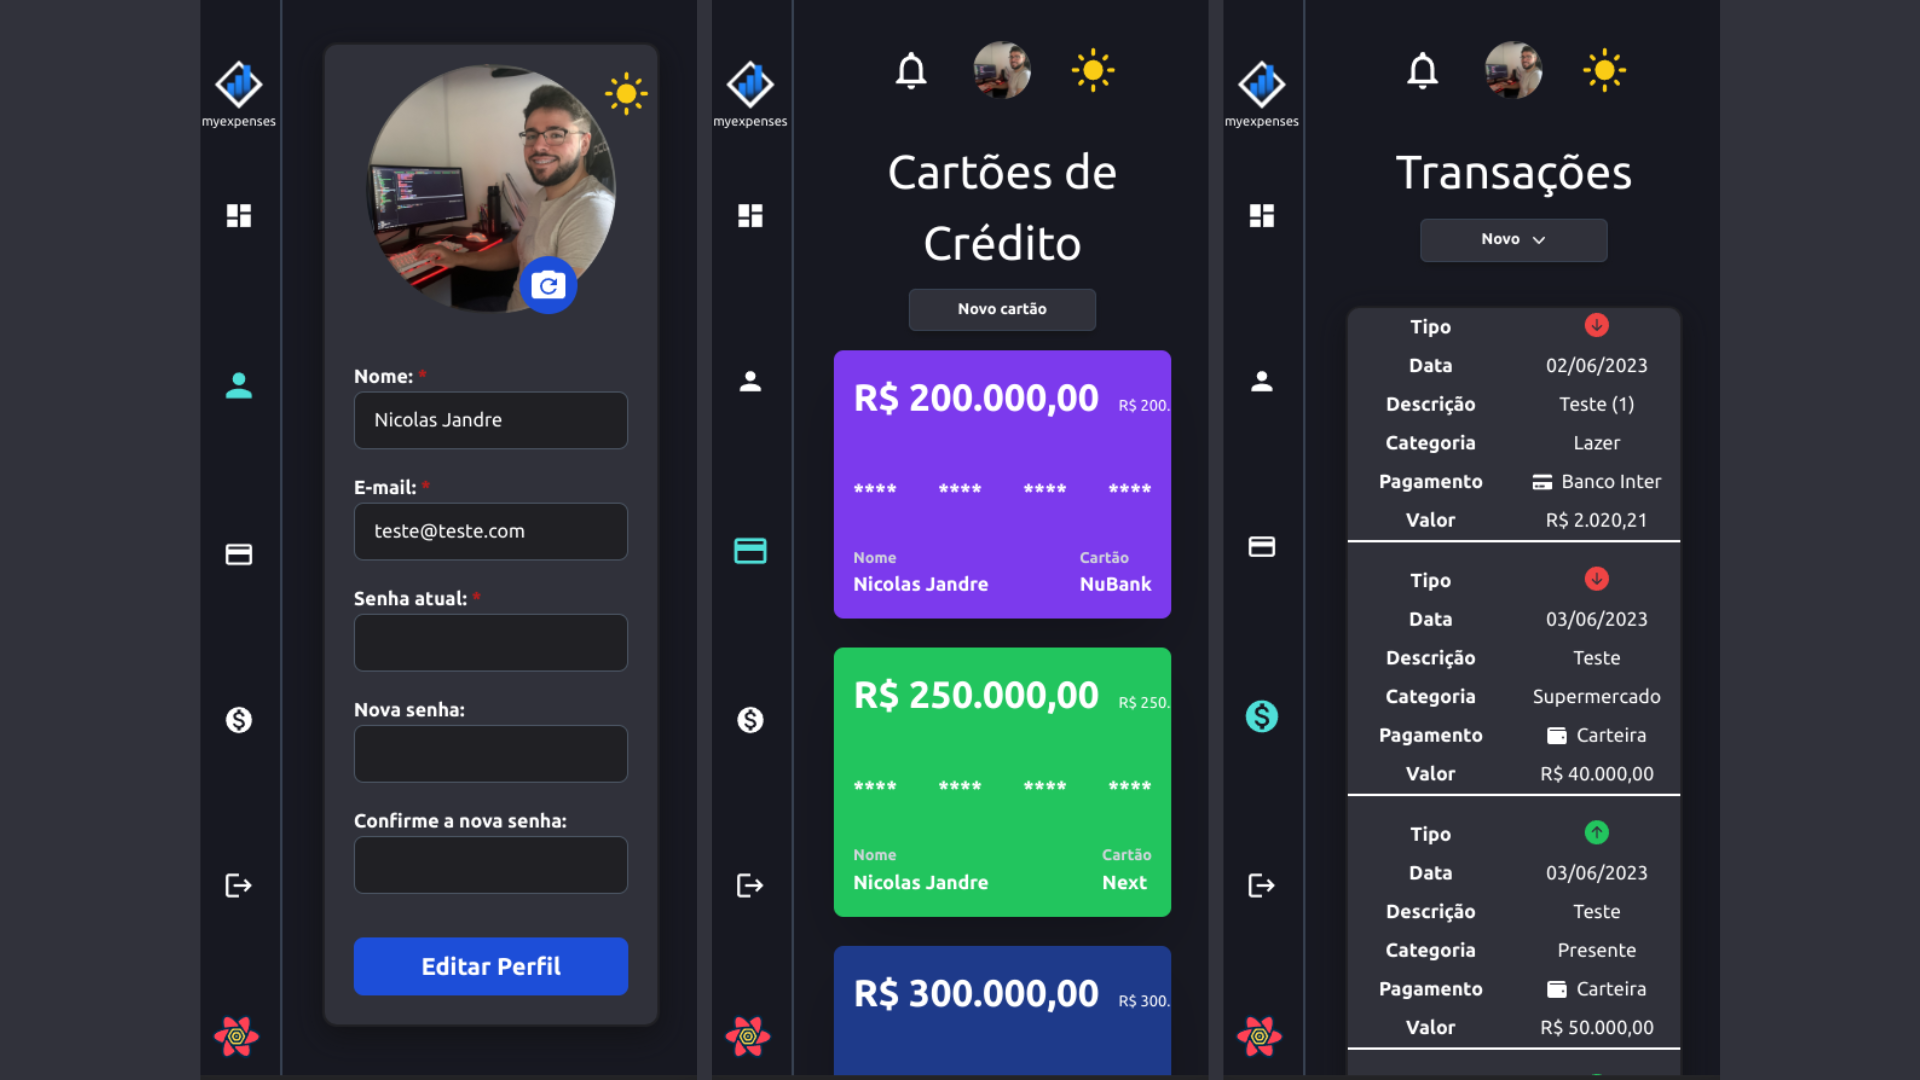 myexpenses
Nome: *
Nicolas Jandre
E-mail: *
teste@teste.com
Senha atual: *
Nova senha:
Confirme a nova senha:
Editar Perfil
myexpenses
Cartões de
Crédito
Novo cartão
R$ 200.000,00 R$ 200.
**** **** **** ****
Nome Cartão
Nicolas Jandre NuBank
R$ 250.000,00 R$ 250.
**** **** **** ****
Nome Cartão
Nicolas Jandre Next
R$ 300.000,00 R$ 300.
myexpenses
Transações
Novo
Tipo
Data 02/06/2023
Descrição Teste (1)
Categoria Lazer
Pagamento Banco Inter
Valor R$ 2.020,21
Tipo
Data 03/06/2023
Descrição Teste
Categoria Supermercado
Pagamento Carteira
Valor R$ 40.000,00
Tipo
Data 03/06/2023
Descrição Teste
Categoria Presente
Pagamento Carteira
Valor R$ 50.000,00